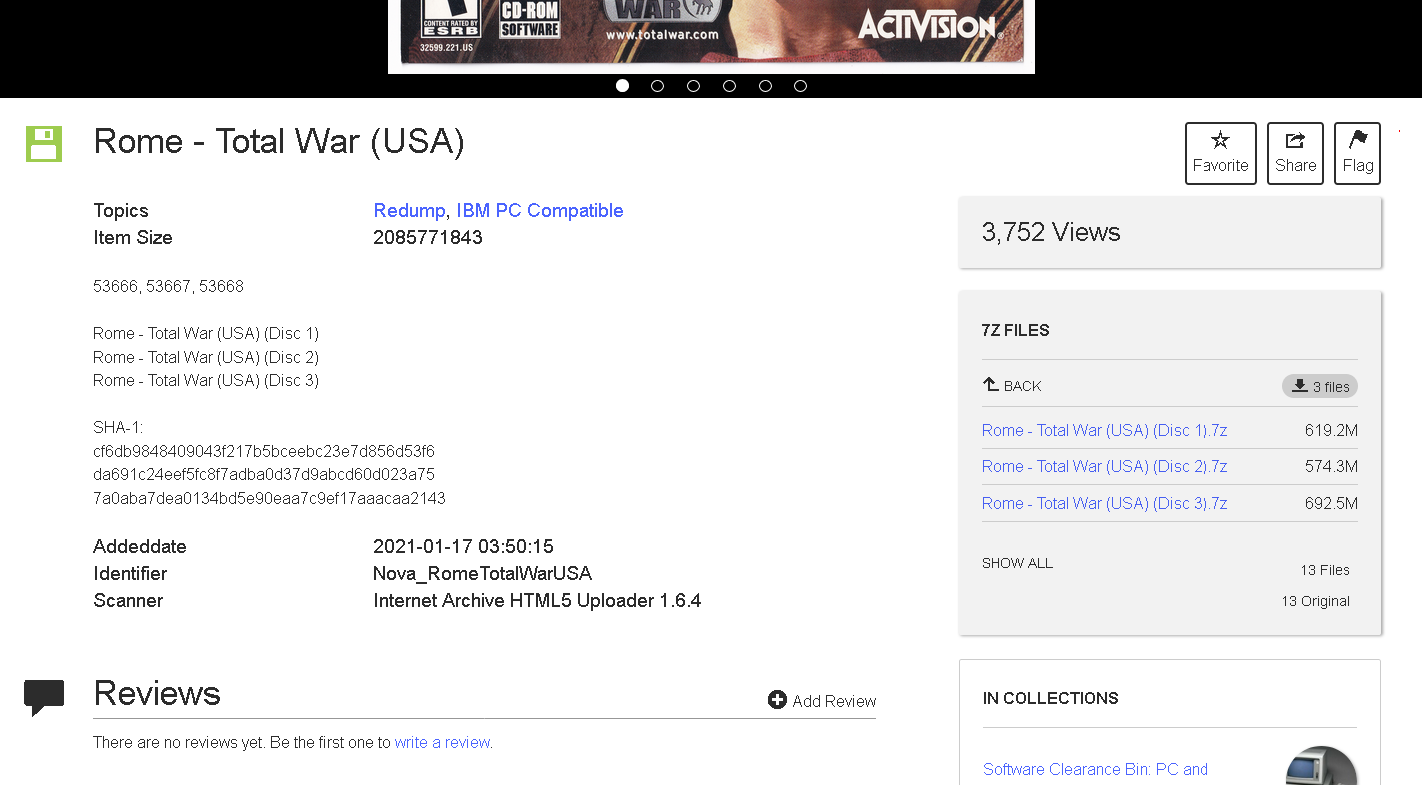 CONTENT RATED BY
ESRB
CD-ROM
SOFTWARE
WAR
www.totalwar.com
ACTIVISION®
32599.221.US
Rome - Total War (USA)
Favorite
Share
Flag
Topics Redump, IBM PC Compatible
Item Size 2085771843
53666, 53667, 53668
Rome - Total War (USA) (Disc 1)
Rome - Total War (USA) (Disc 2)
Rome - Total War (USA) (Disc 3)
SHA-1:
cf6db9848409043f217b5bceebc23e7d856d53f6
da691c24eef5fc8f7adba0d37d9abcd60d023a75
7a0aba7dea0134bd5e90eaa7c9ef17aaacaa2143
Addeddate 2021-01-17 03:50:15
Identifier Nova_RomeTotalWarUSA
Scanner Internet Archive HTML5 Uploader 1.6.4
Reviews
Add Review
There are no reviews yet. Be the first one to write a review.
3,752 Views
7Z FILES
BACK 3 files
Rome - Total War (USA) (Disc 1).7z 619.2M
Rome - Total War (USA) (Disc 2).7z 574.3M
Rome - Total War (USA) (Disc 3).7z 692.5M
SHOW ALL 13 Files
13 Original
IN COLLECTIONS
Software Clearance Bin: PC and